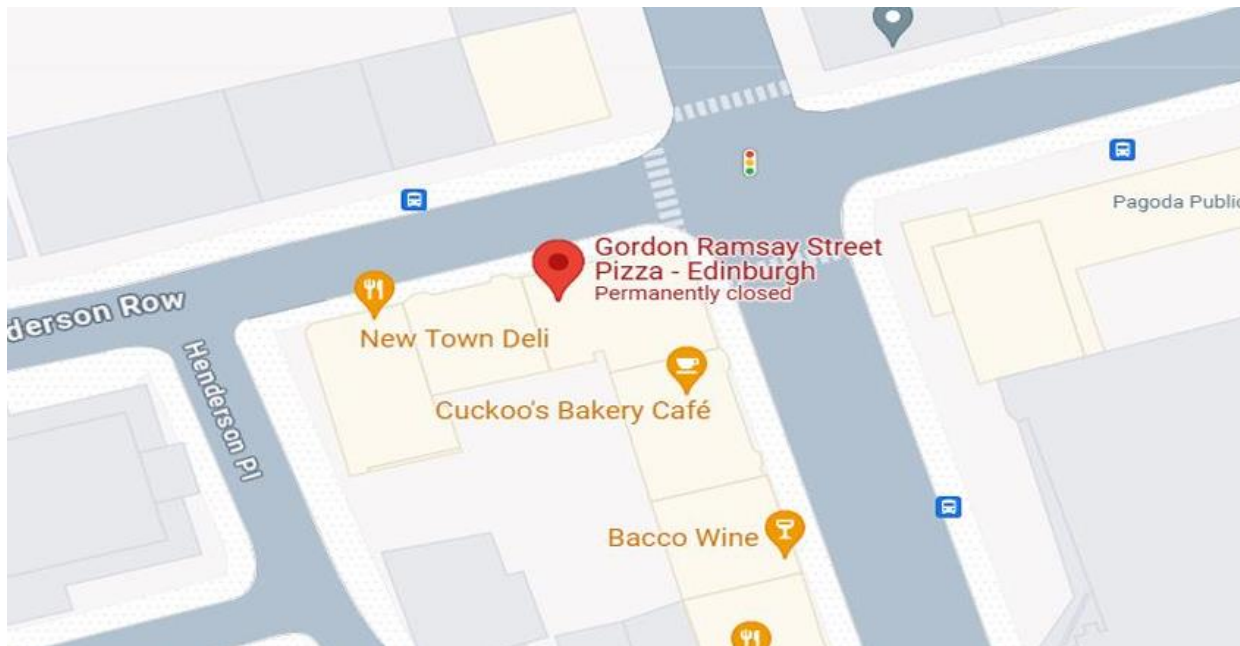 Pagoda Public
Gordon Ramsay Street
Pizza - Edinburgh
Permanently closed
derson Row
New Town Deli
Henderson Pl
Cuckoo's Bakery Café
Bacco Wine